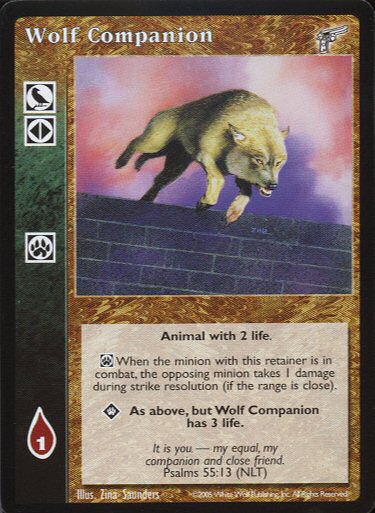 Wolf Companion
Animal with 2 life.
When the minion with this retainer is in
combat, the opposing minion takes 1 damage
during strike resolution (if the range is close).
As above, but Wolf Companion
has 3 life.
It is you — my equal, my
companion and close friend.
Psalms 55:13 (NLT)
1
Illus. Zina Saunders
©2005 White Wolf Publishing, Inc. All Rights Reserved.